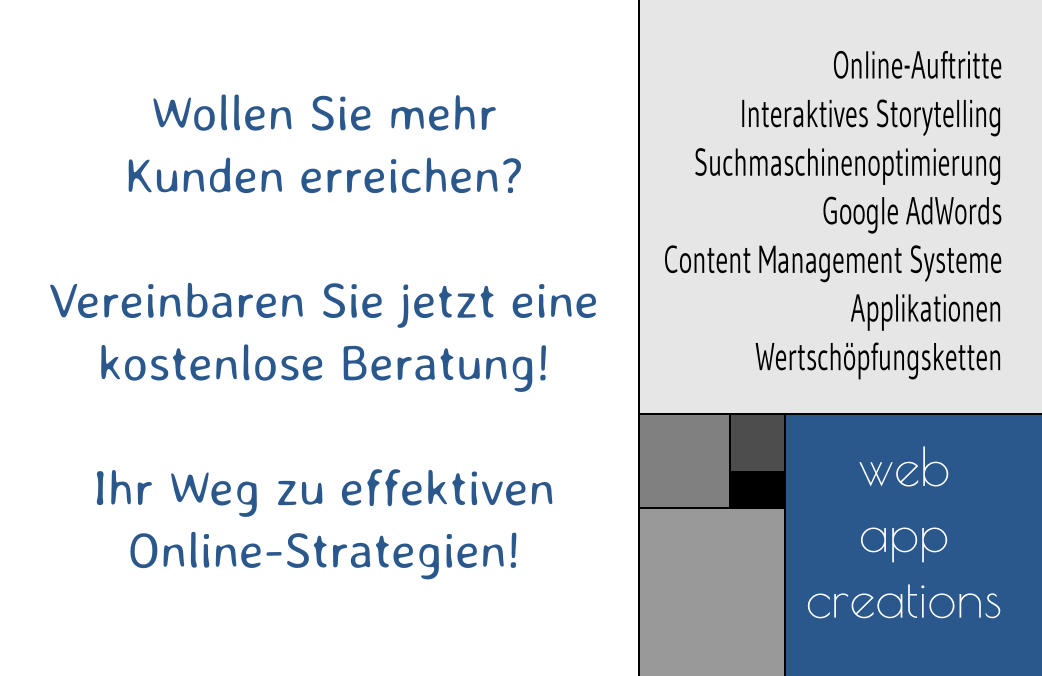 Wollen Sie mehr
Kunden erreichen?
Vereinbaren Sie jetzt eine
kostenlose Beratung!
Ihr Weg zu effektiven
Online-Strategien!
Online-Auftritte
Interaktives Storytelling
Suchmaschinenoptimierung
Google AdWords
Content Management Systeme
Applikationen
Wertschöpfungsketten
web
app
creations